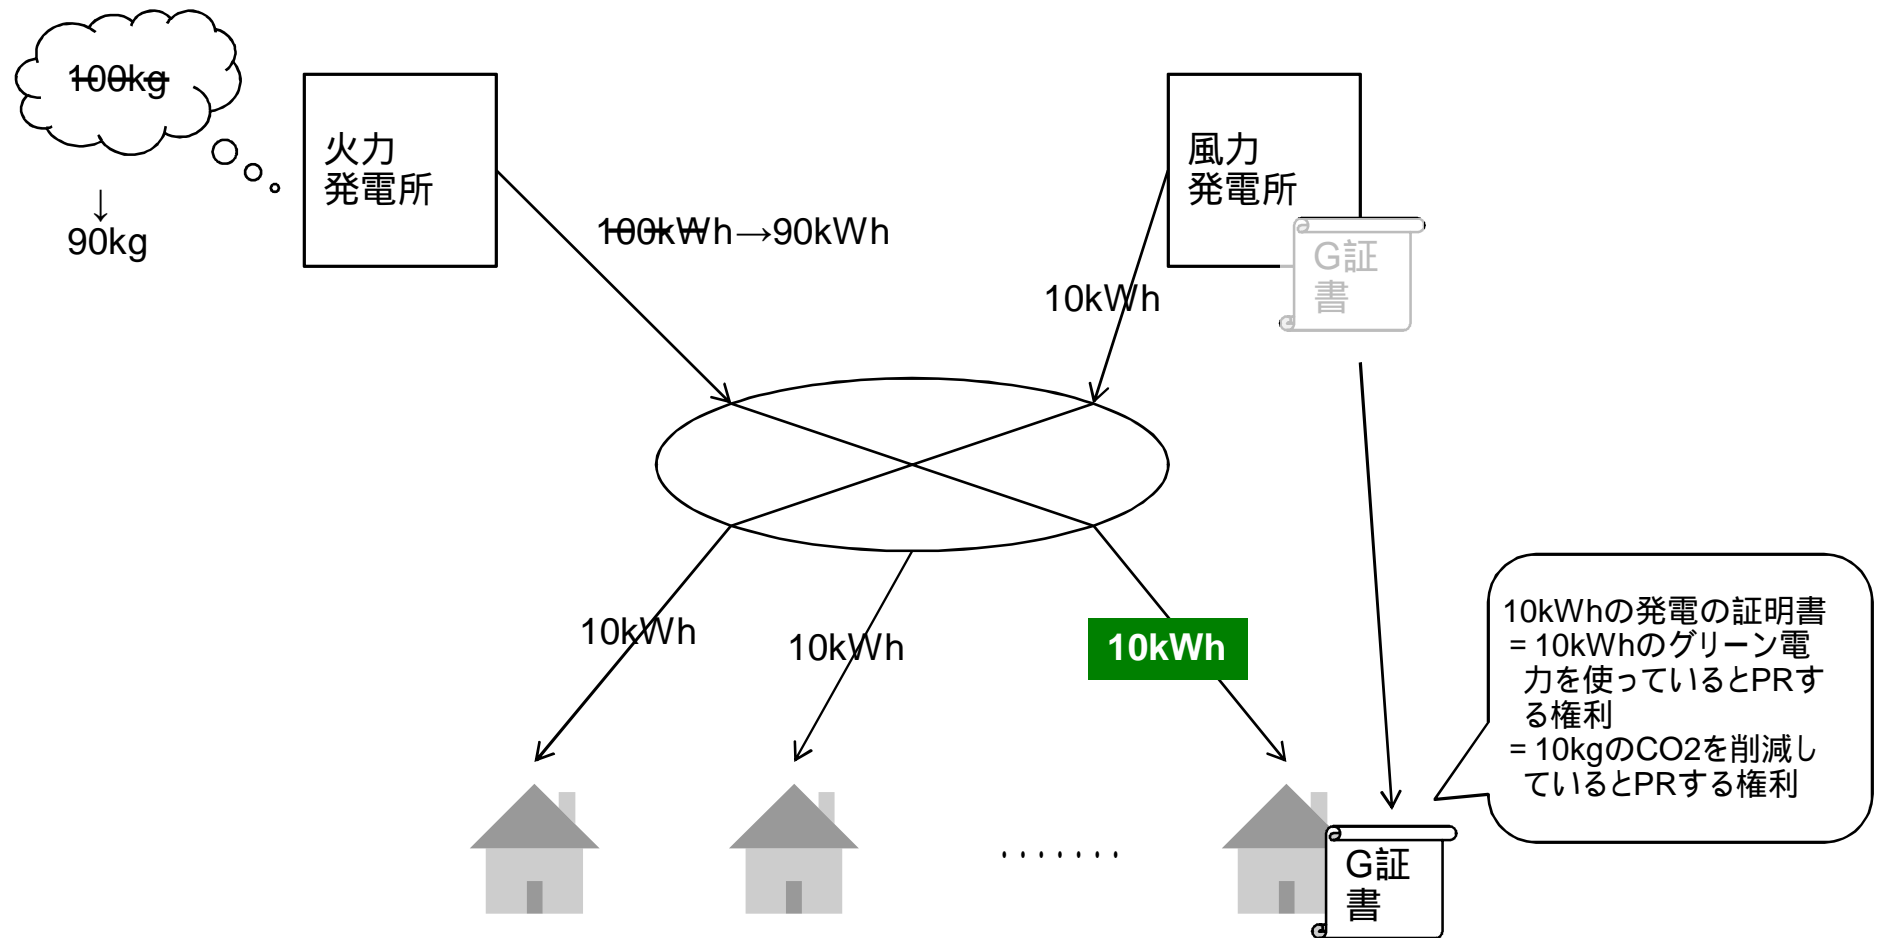 100kg
↓
90kg
火力
発電所
100kWh→90kWh
風力
発電所
G証
書
10kWh
10kWh
10kWh
10kWh
10kWhの発電の証明書
= 10kWhのグリーン電
力を使っているとPRす
る権利
= 10kgのCO2を削減し
ているとPRする権利
・・・・・・・
G証
書